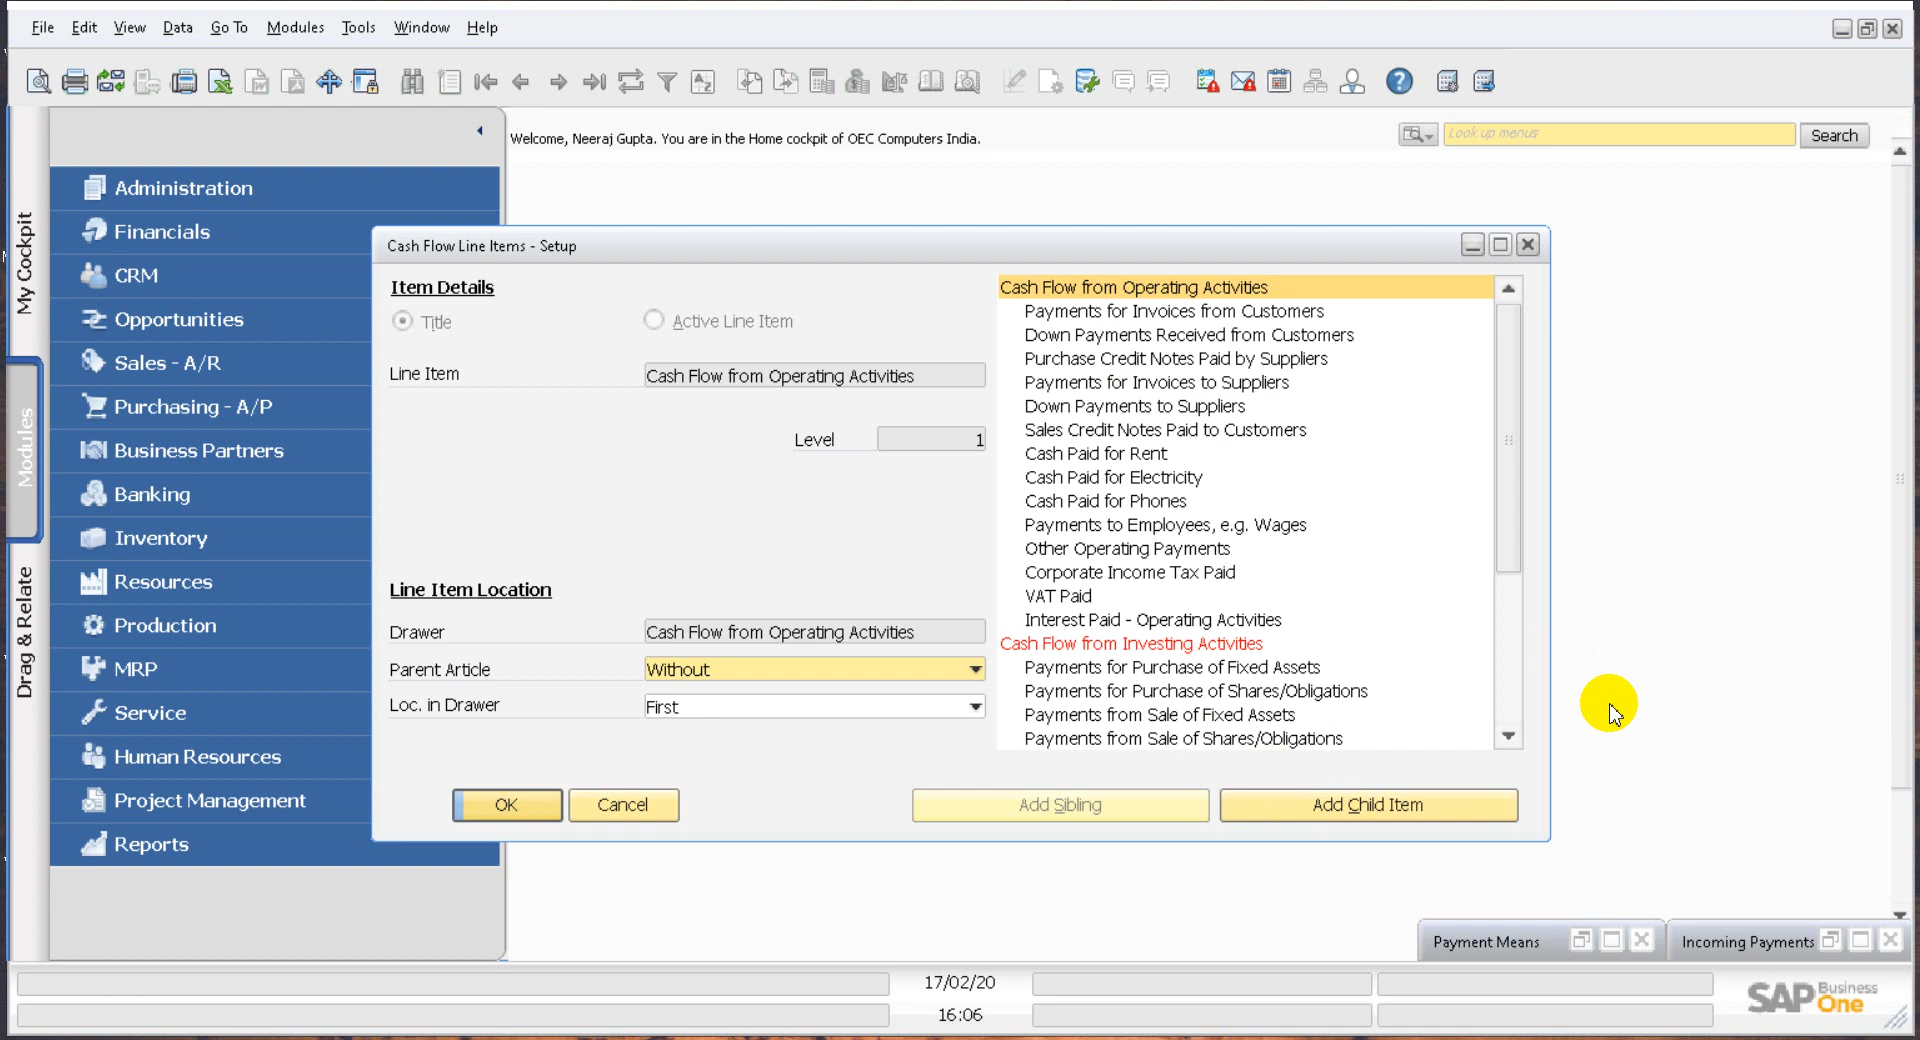 File Edit View Data Go To Modules Tools Window Help
Welcome, Neeraj Gupta. You are in the Home cockpit of OEC Computers India.
Look up menus
Search
My Cockpit
Modules
Drag & Relate
Administration
Financials
CRM
Opportunities
Sales - A/R
Purchasing - A/P
Business Partners
Banking
Inventory
Resources
Production
MRP
Service
Human Resources
Project Management
Reports
Cash Flow Line Items - Setup
Item Details
Title
Active Line Item
Line Item
Cash Flow from Operating Activities
Level
1
Line Item Location
Drawer
Cash Flow from Operating Activities
Parent Article
Without
Loc. in Drawer
First
Cash Flow from Operating Activities
Payments for Invoices from Customers
Down Payments Received from Customers
Purchase Credit Notes Paid by Suppliers
Payments for Invoices to Suppliers
Down Payments to Suppliers
Sales Credit Notes Paid to Customers
Cash Paid for Rent
Cash Paid for Electricity
Cash Paid for Phones
Payments to Employees, e.g. Wages
Other Operating Payments
Corporate Income Tax Paid
VAT Paid
Interest Paid - Operating Activities
Cash Flow from Investing Activities
Payments for Purchase of Fixed Assets
Payments for Purchase of Shares/Obligations
Payments from Sale of Fixed Assets
Payments from Sale of Shares/Obligations
OK
Cancel
Add Sibling
Add Child Item
Payment Means
Incoming Payments
17/02/20
16:06
SAP Business One